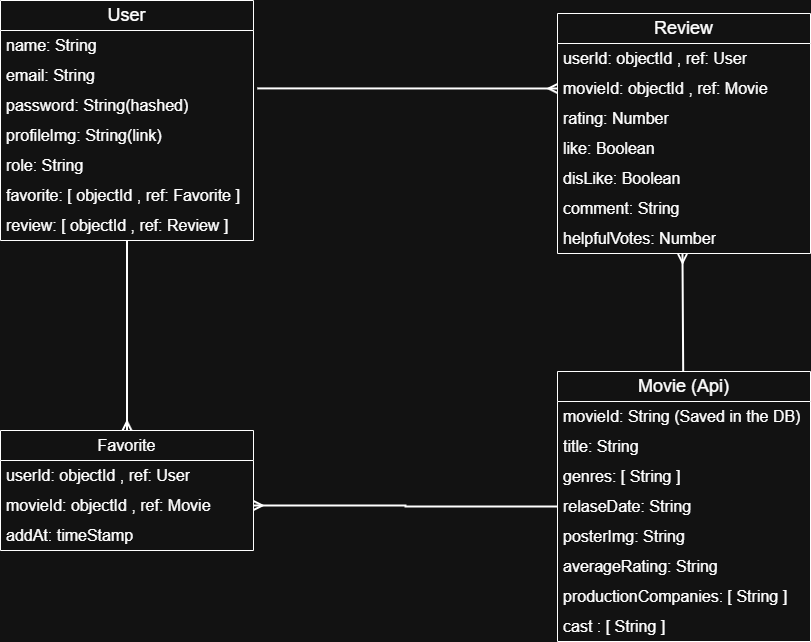 User
name: String
email: String
password: String(hashed)
profileImg: String(link)
role: String
favorite: [ objectId , ref: Favorite ]
review: [ objectId , ref: Review ]
Review
userId: objectId , ref: User
movieId: objectId , ref: Movie
rating: Number
like: Boolean
disLike: Boolean
comment: String
helpfulVotes: Number
Favorite
userId: objectId , ref: User
movieId: objectId , ref: Movie
addAt: timeStamp
Movie (Api)
movieId: String (Saved in the DB)
title: String
genres: [ String ]
relaseDate: String
posterImg: String
averageRating: String
productionCompanies: [ String ]
cast : [ String ]